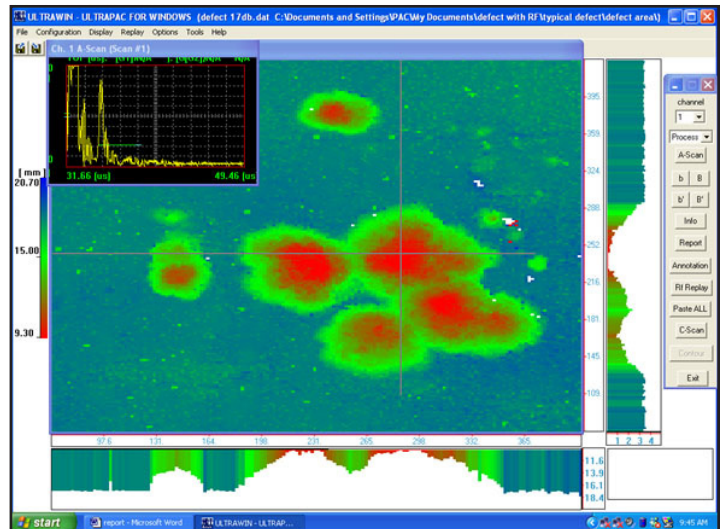 ULTRAWIN - ULTRAPAC FOR WINDOWS (defect 17db.dat C:\Documents and Settings\PAC\My Documents\defect with RF\typical defect\defect area\)
File Configuration Display Replay Options Tools Help
Ch. 1 A-Scan (Scan #1)
31.66 [us] 49.46 [us]
[ mm ]
20.70
15.00
9.30
395.
359.
324.
288.
252.
216.
181.
145.
109.
97.6 131. 164. 198. 231. 265. 298. 332. 365.
1 2 3 4
11.6
13.9
16.1
18.4
channel
1
Process
A-Scan
b B
b' B'
Info
Report
Annotation
Rf Replay
Paste ALL
C-Scan
Contour
Exit
start
report - Microsoft Word
ULTRAWIN - ULTRAP...
9:45 AM